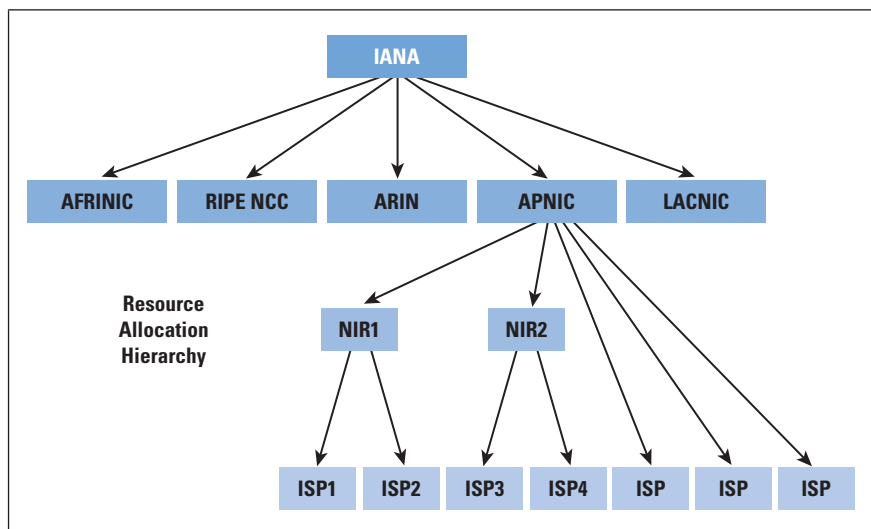 IANA
AFRINIC
RIPE NCC
ARIN
APNIC
LACNIC
Resource
Allocation
Hierarchy
NIR1
NIR2
ISP1
ISP2
ISP3
ISP4
ISP
ISP
ISP